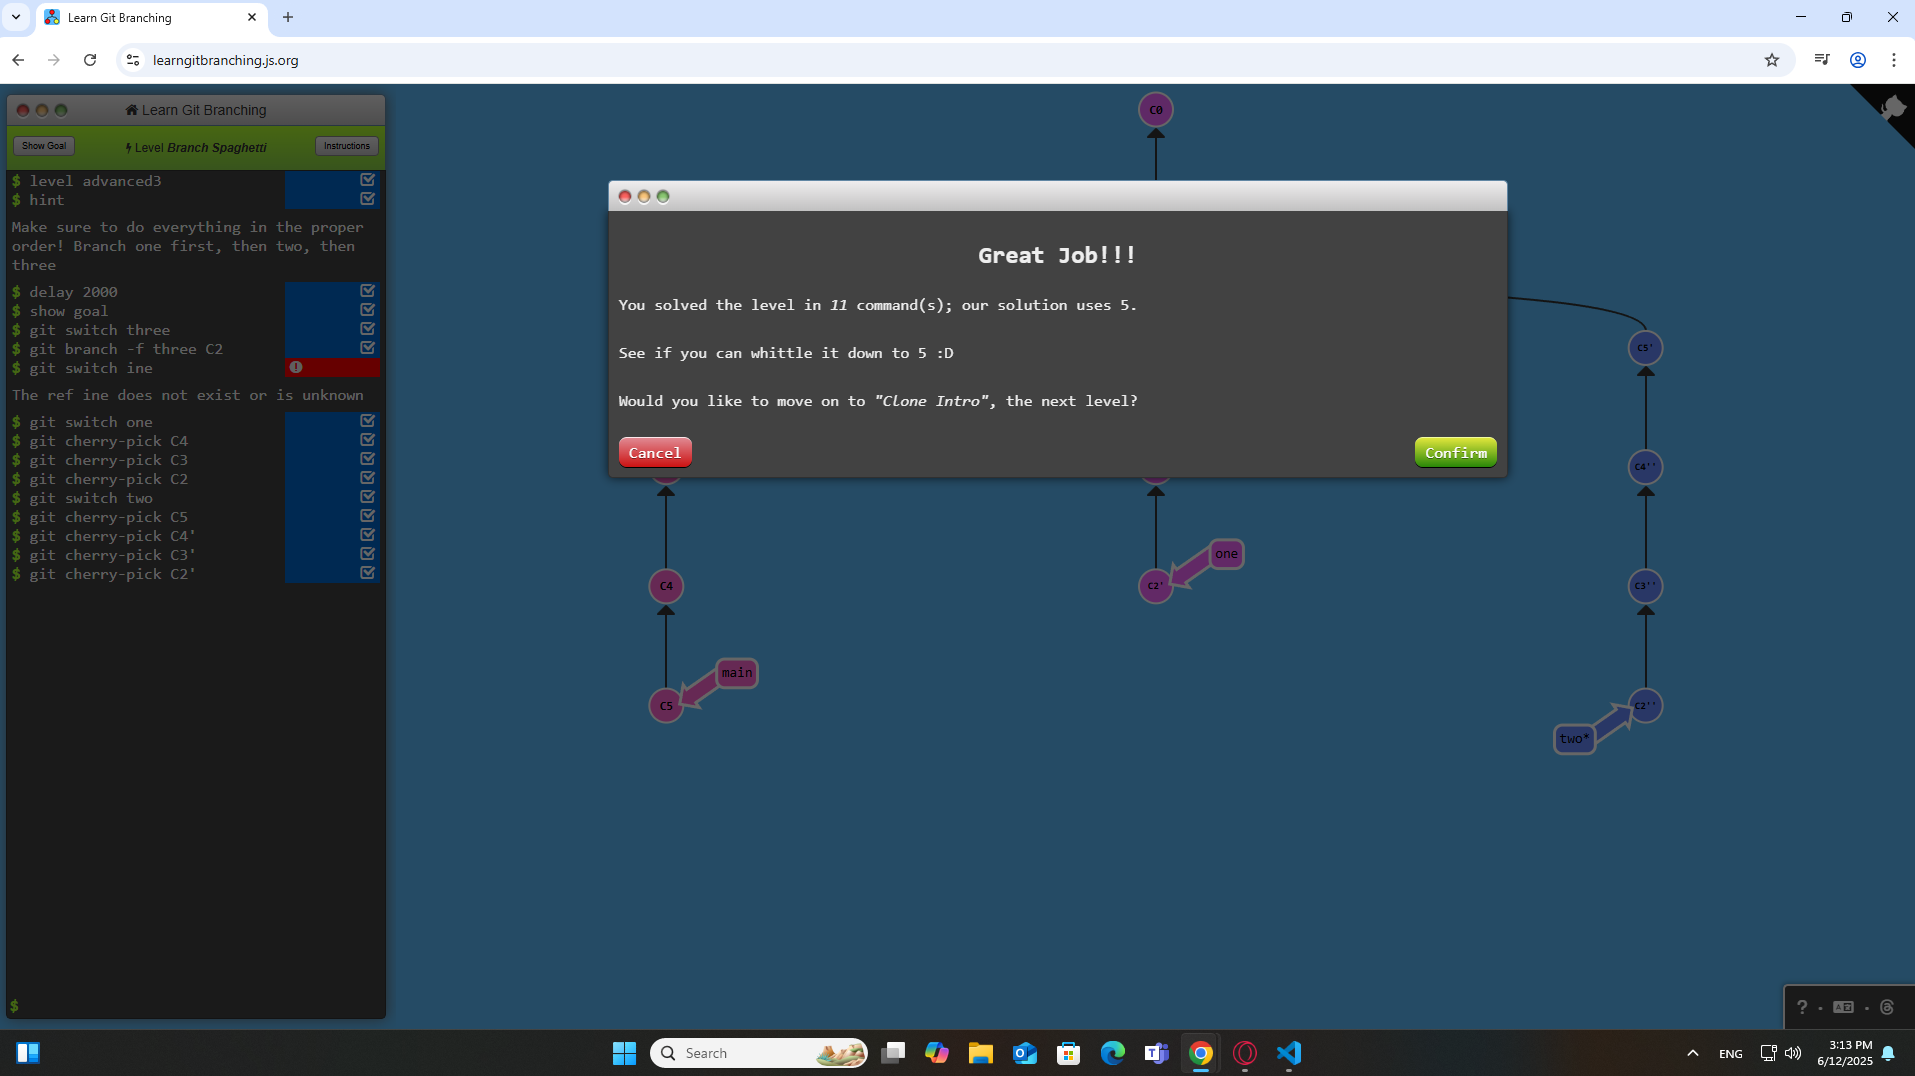 Learn Git Branching
learngitbranching.js.org
Learn Git Branching
Show Goal
Level Branch Spaghetti
Instructions
$ level advanced3
$ hint
Make sure to do everything in the proper
order! Branch one first, then two, then
three
$ delay 2000
$ show goal
$ git switch three
$ git branch -f three C2
$ git switch ine
The ref ine does not exist or is unknown
$ git switch one
$ git cherry-pick C4
$ git cherry-pick C3
$ git cherry-pick C2
$ git switch two
$ git cherry-pick C5
$ git cherry-pick C4'
$ git cherry-pick C3'
$ git cherry-pick C2'
$
C0
Great Job!!!
You solved the level in 11 command(s); our solution uses 5.
See if you can whittle it down to 5 :D
Would you like to move on to "Clone Intro", the next level?
Cancel
Confirm
C5'
C4''
one
C4
C2'
C3''
main
C5
C2''
two*
?
Search
ENG
3:13 PM
6/12/2025